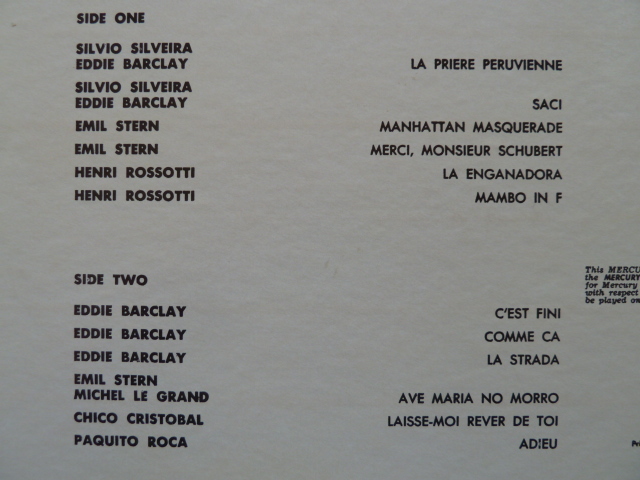 SIDE ONE
SILVIO SILVEIRA
EDDIE BARCLAY LA PRIERE PERUVIENNE
SILVIO SILVEIRA
EDDIE BARCLAY SACI
EMIL STERN MANHATTAN MASQUERADE
EMIL STERN MERCI, MONSIEUR SCHUBERT
HENRI ROSSOTTI LA ENGANADORA
HENRI ROSSOTTI MAMBO IN F
SIDE TWO
EDDIE BARCLAY C'EST FINI
EDDIE BARCLAY COMME CA
EDDIE BARCLAY LA STRADA
EMIL STERN
MICHEL LE GRAND AVE MARIA NO MORRO
CHICO CRISTOBAL LAISSE-MOI REVER DE TOI
PAQUITO ROCA ADIEU
This MERCU
the MERCURY
for Mercury
with respect
be played on